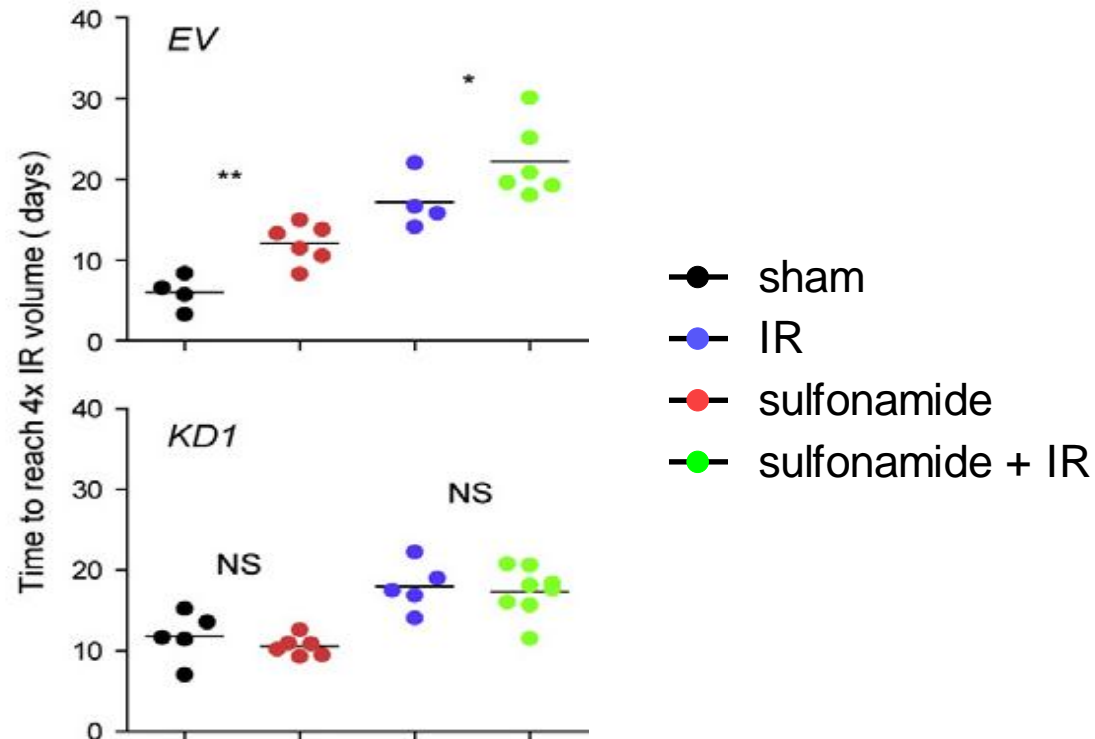 Time to reach 4x IR volume ( days )
40
EV
*
30
**
20
10
0
40
KD1
30
NS
NS
20
10
0
sham
IR
sulfonamide
sulfonamide + IR